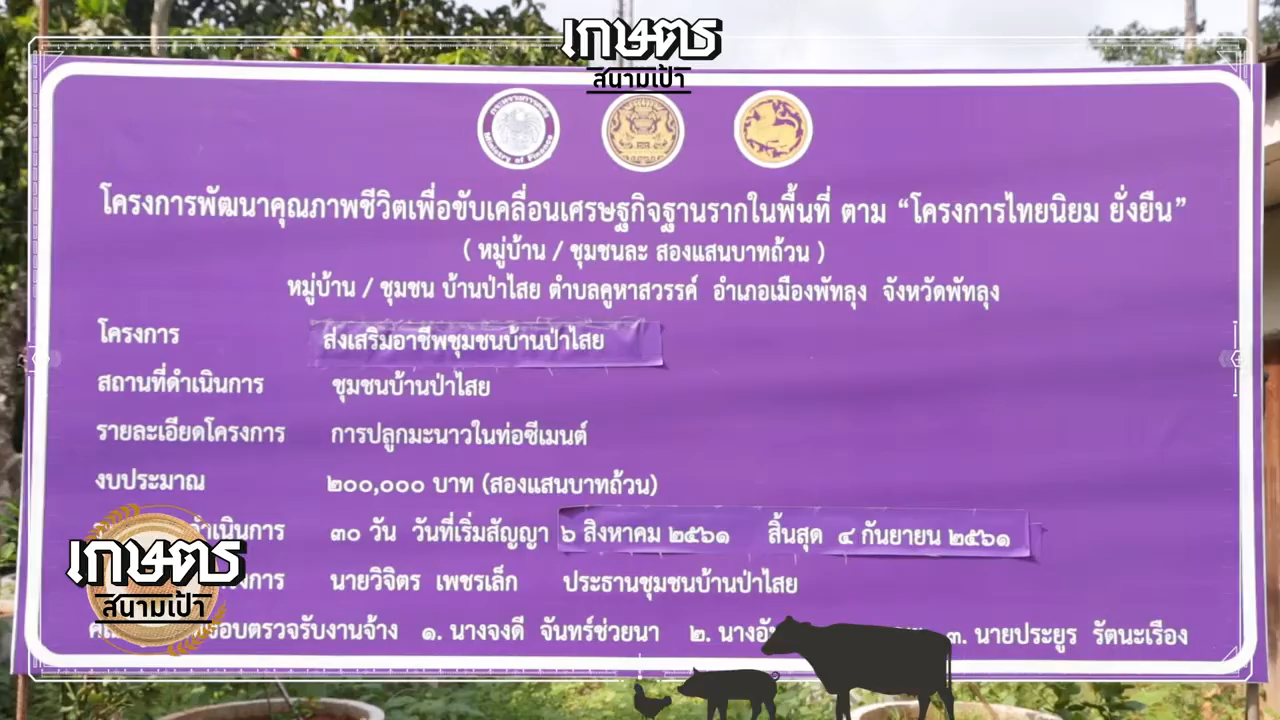 เกษตร
สนามเป้า
กระทรวงการคลัง
Ministry of Finance
โครงการพัฒนาคุณภาพชีวิตเพื่อขับเคลื่อนเศรษฐกิจฐานรากในพื้นที่ ตาม “โครงการไทยนิยม ยั่งยืน”
( หมู่บ้าน / ชุมชนละ สองแสนบาทถ้วน )
หมู่บ้าน / ชุมชน บ้านป่าไสย ตำบลคูหาสวรรค์ อำเภอเมืองพัทลุง จังหวัดพัทลุง
โครงการ ส่งเสริมอาชีพชุมชนบ้านป่าไสย
สถานที่ดำเนินการ ชุมชนบ้านป่าไสย
รายละเอียดโครงการ การปลูกมะนาวในท่อซีเมนต์
งบประมาณ ๒๐๐,๐๐๐ บาท (สองแสนบาทถ้วน)
ดำเนินการ ๓๐ วัน วันที่เริ่มสัญญา ๖ สิงหาคม ๒๕๖๑ สิ้นสุด ๔ กันยายน ๒๕๖๑
นายวิจิตร เพชรเล็ก ประธานชุมชนบ้านป่าไสย
ตรวจรับงานจ้าง ๑. นางจงดี จันทร์ช่วยนา ๒. ๓. นายประยูร รัตนะเรือง
เกษตร
สนามเป้า